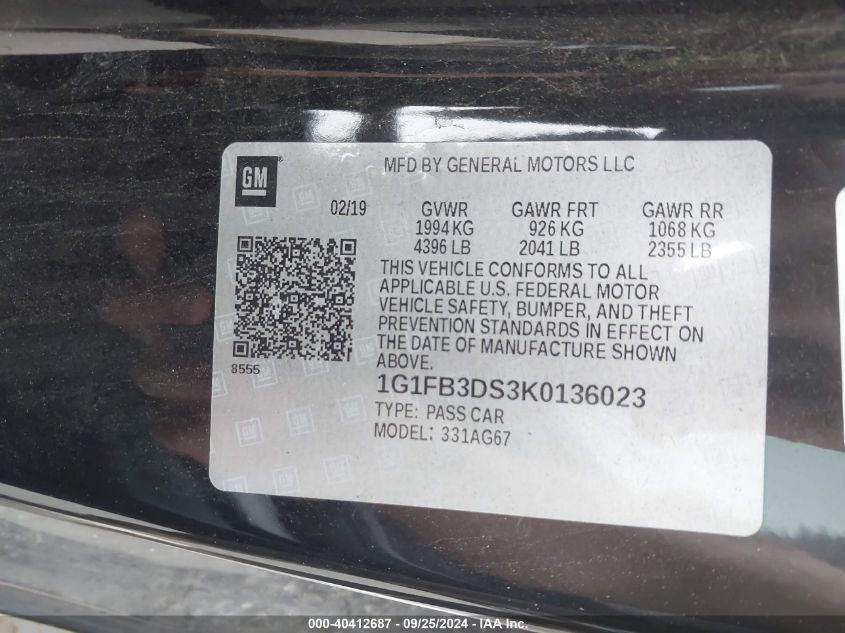 GM
MFD BY GENERAL MOTORS LLC
02/19 GVWR GAWR FRT GAWR RR
1994 KG 926 KG 1068 KG
4396 LB 2041 LB 2355 LB
THIS VEHICLE CONFORMS TO ALL
APPLICABLE U.S. FEDERAL MOTOR
VEHICLE SAFETY, BUMPER, AND THEFT
PREVENTION STANDARDS IN EFFECT ON
THE DATE OF MANUFACTURE SHOWN
ABOVE.
8555
1G1FB3DS3K0136023
TYPE: PASS CAR
MODEL: 331AG67
000-40412687 - 09/25/2024 - IAA, Inc.